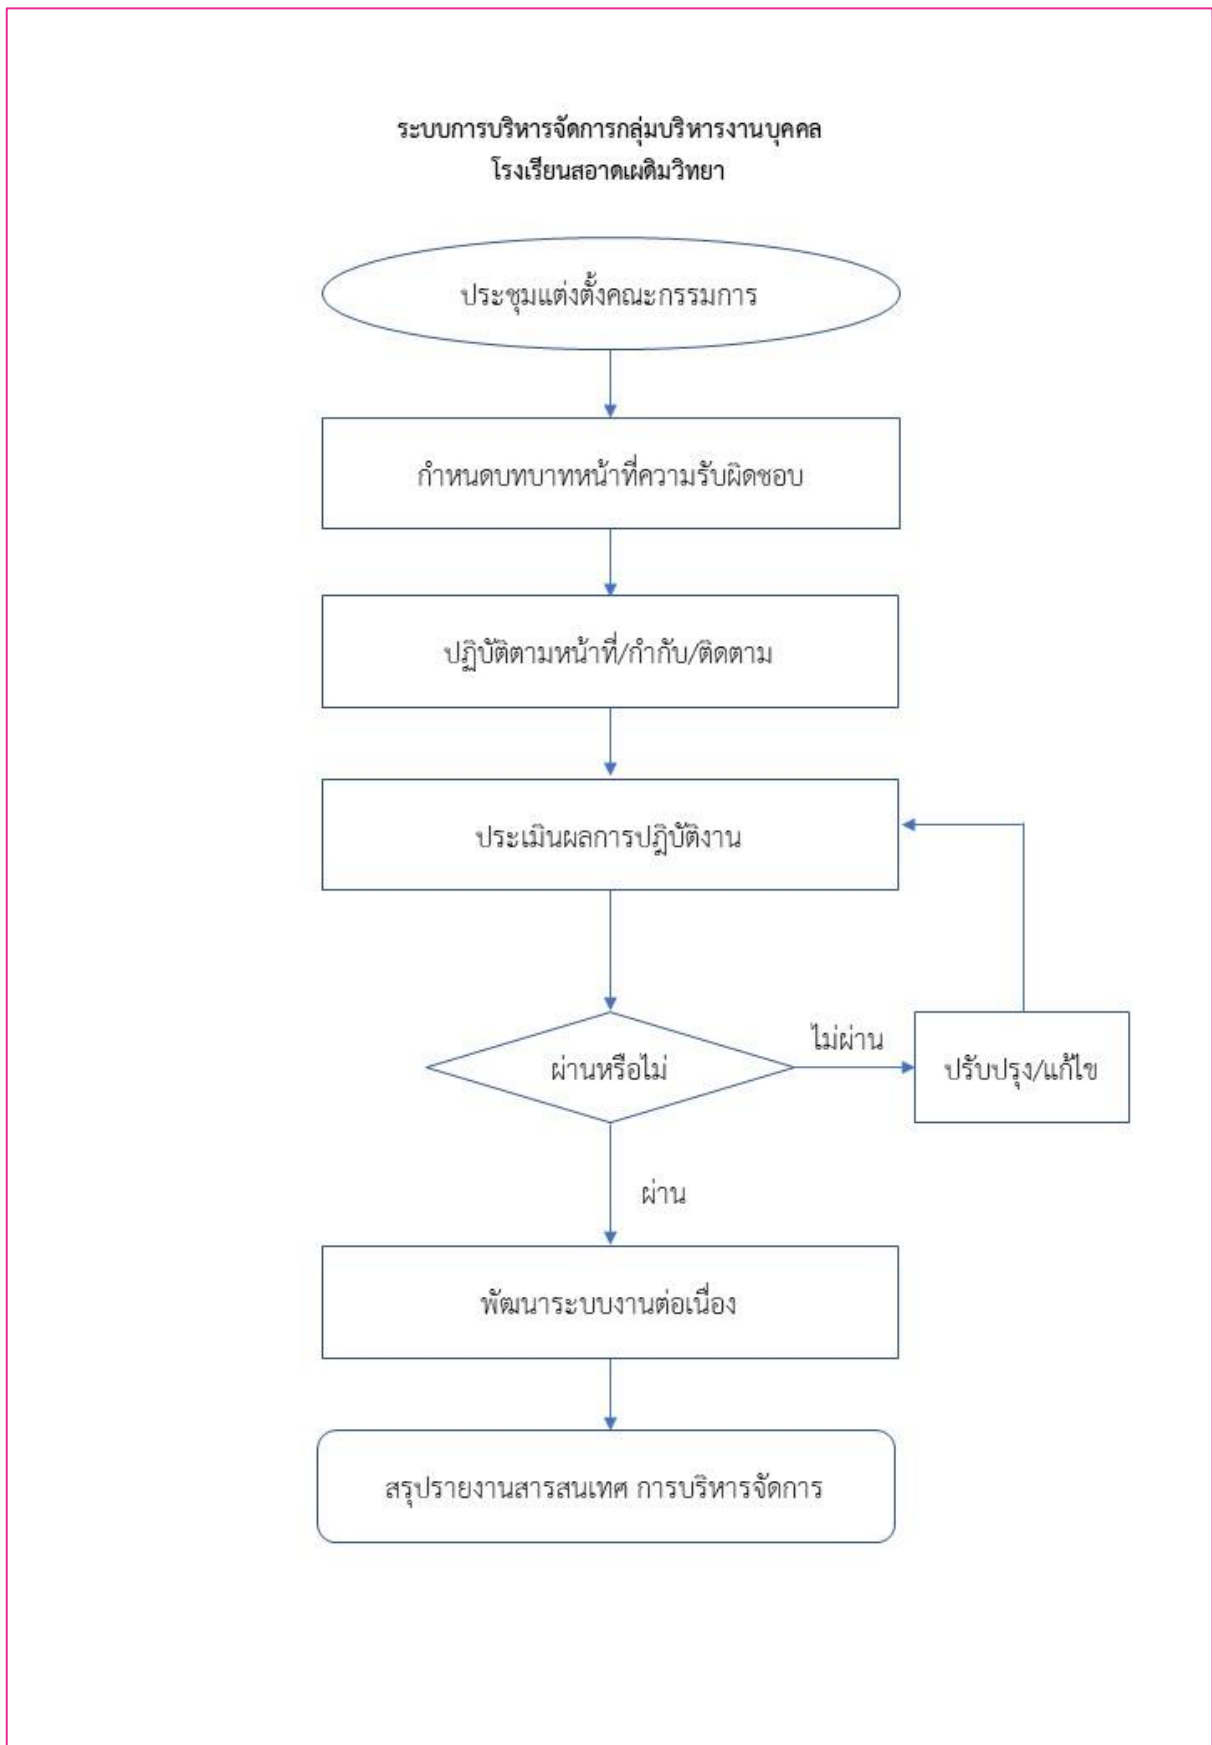 ระบบการบริหารจัดการกลุ่มบริหารงานบุคคล
โรงเรียนสอาดเผดิมวิทยา
ประชุมแต่งตั้งคณะกรรมการ
กำหนดบทบาทหน้าที่ความรับผิดชอบ
ปฏิบัติตามหน้าที่/กำกับ/ติดตาม
ประเมินผลการปฏิบัติงาน
ผ่านหรือไม่
ไม่ผ่าน
ปรับปรุง/แก้ไข
ผ่าน
พัฒนาระบบงานต่อเนื่อง
สรุปรายงานสารสนเทศ การบริหารจัดการ